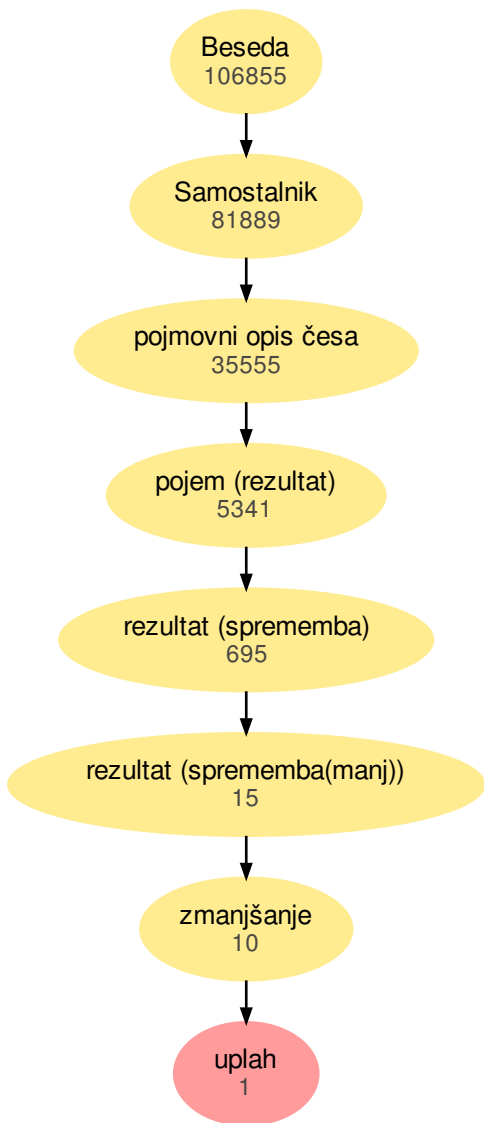 Beseda
106855
Samostalnik
81889
pojmovni opis česa
35555
pojem (rezultat)
5341
rezultat (sprememba)
695
rezultat (sprememba(manj))
15
zmanjšanje
10
uplah
1